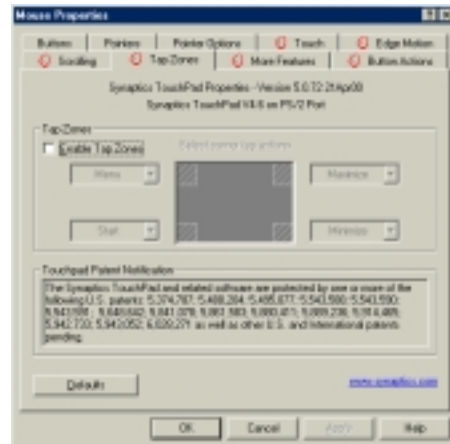 Mouse Properties
Buttons Pointers Pointer Options Touch Edge Motion
Scrolling Tap Zones More Features Button Actions
Synaptics TouchPad Properties - Version 5.0.72 21Apr00
Synaptics TouchPad V4.6 on PS/2 Port
Tap Zones
Enable Tap Zones Select corner tap actions
Menu Maximize
Start Minimize
Touchpad Patent Notification
The Synaptics TouchPad and related software are protected by one or more of the
following U.S. patents:
as well as other U.S. and International patents
pending.
Defaults www.synaptics.com
OK Cancel Apply Help